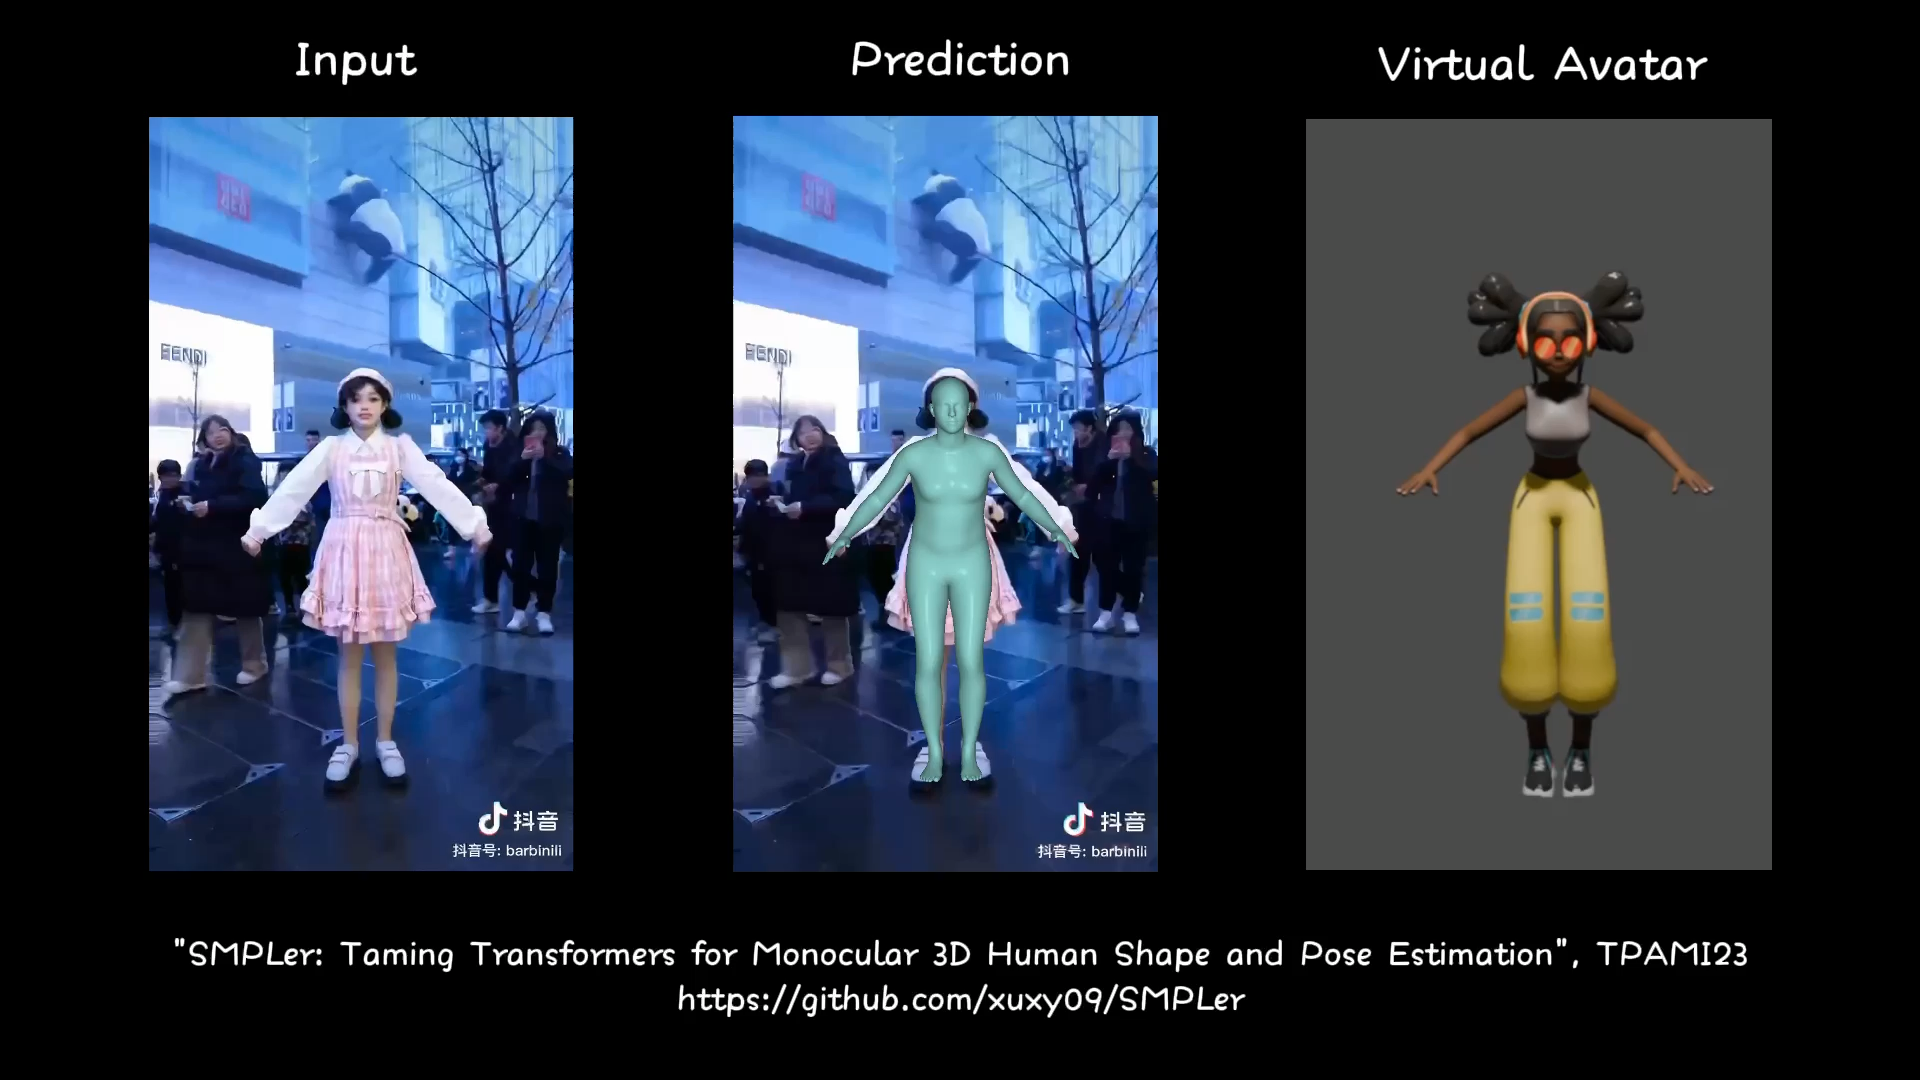 Input
Prediction
Virtual Avatar
FENDI
FENDI
抖音
抖音号: barbinili
抖音
抖音号: barbinili
"SMPLer: Taming Transformers for Monocular 3D Human Shape and Pose Estimation", TPAMI23
https://github.com/xuxy09/SMPLer